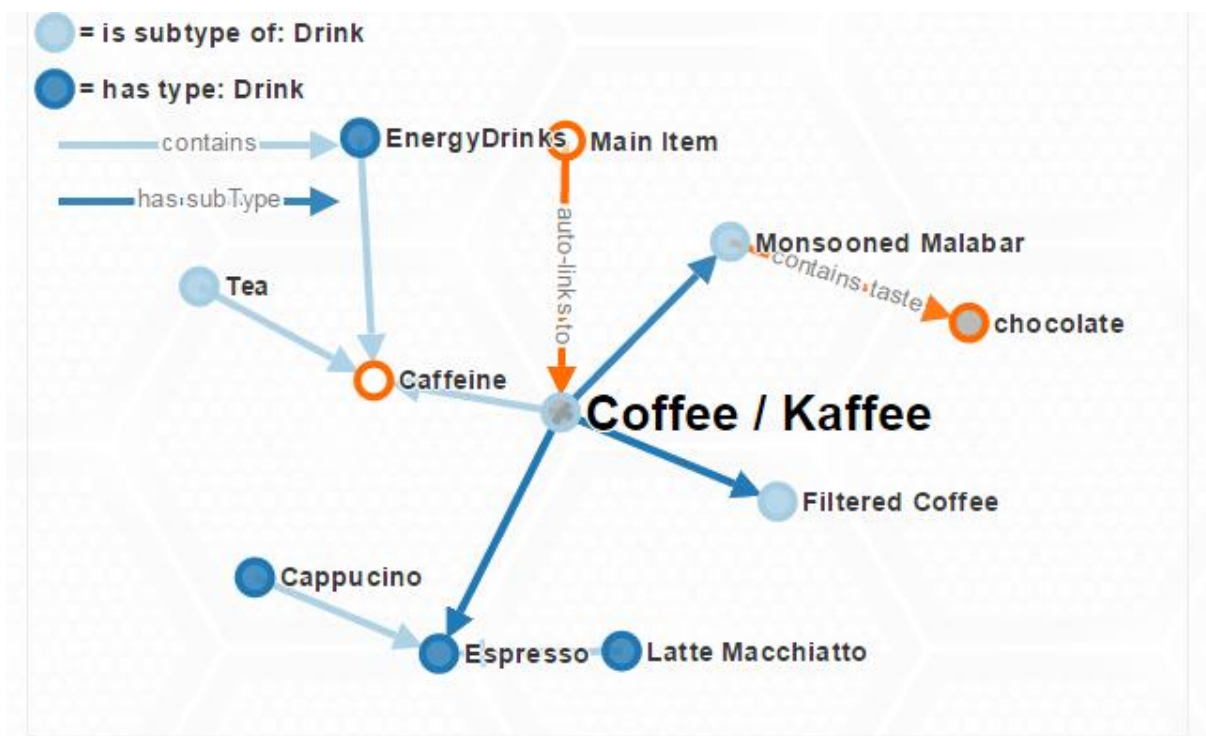 = is subtype of: Drink
= has type: Drink
contains
EnergyDrinks
Main Item
has subType
auto-links to
Monsooned Malabar
contains taste
Tea
chocolate
Caffeine
Coffee / Kaffee
Filtered Coffee
Cappucino
Espresso
Latte Macchiatto